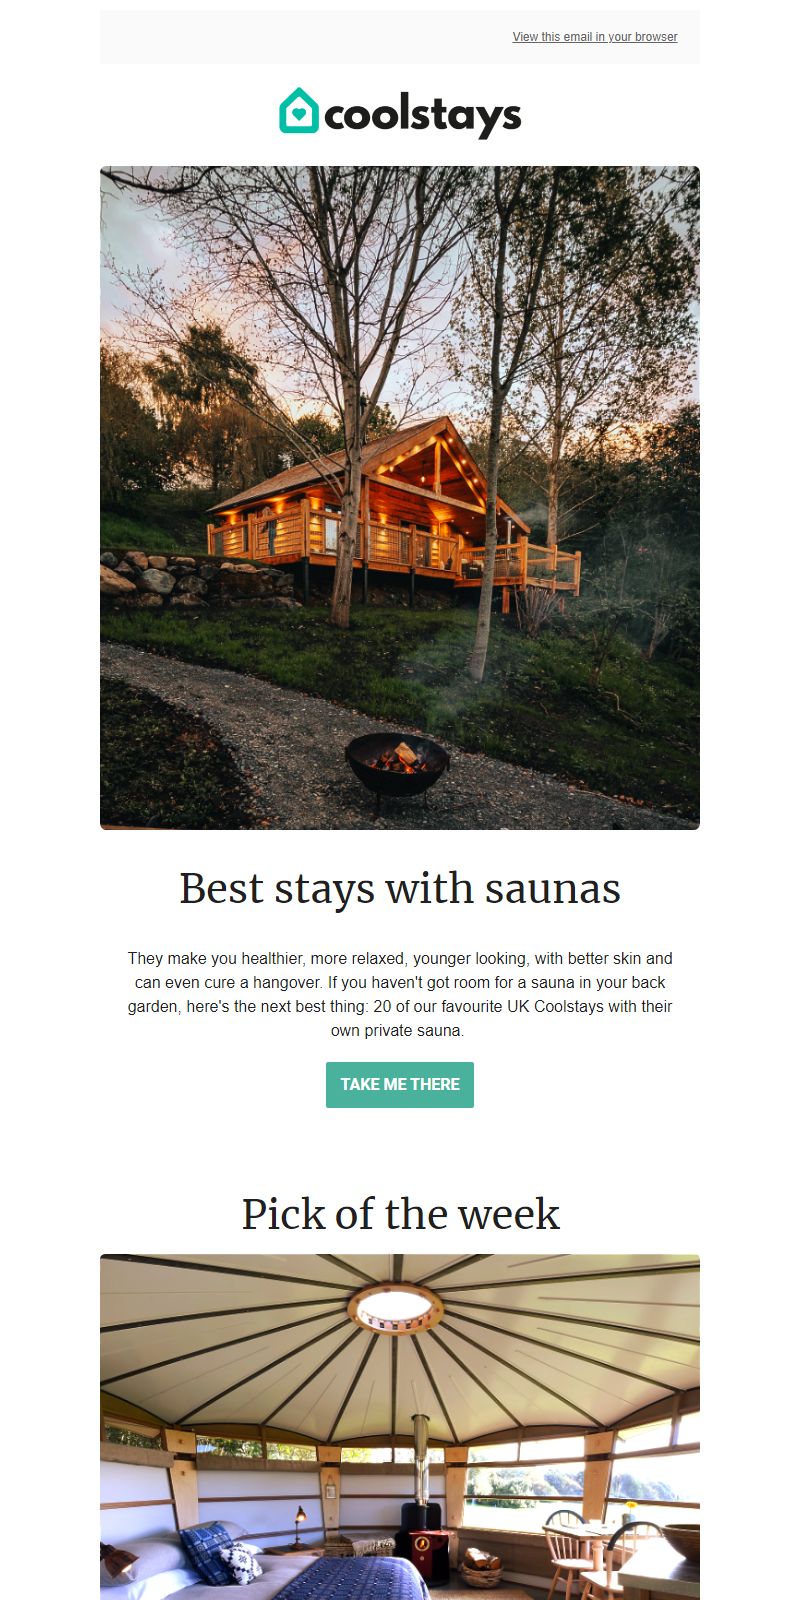 View this email in your browser
coolstays
Best stays with saunas
They make you healthier, more relaxed, younger looking, with better skin and
can even cure a hangover. If you haven't got room for a sauna in your back
garden, here's the next best thing: 20 of our favourite UK Coolstays with their
own private sauna.
TAKE ME THERE
Pick of the week